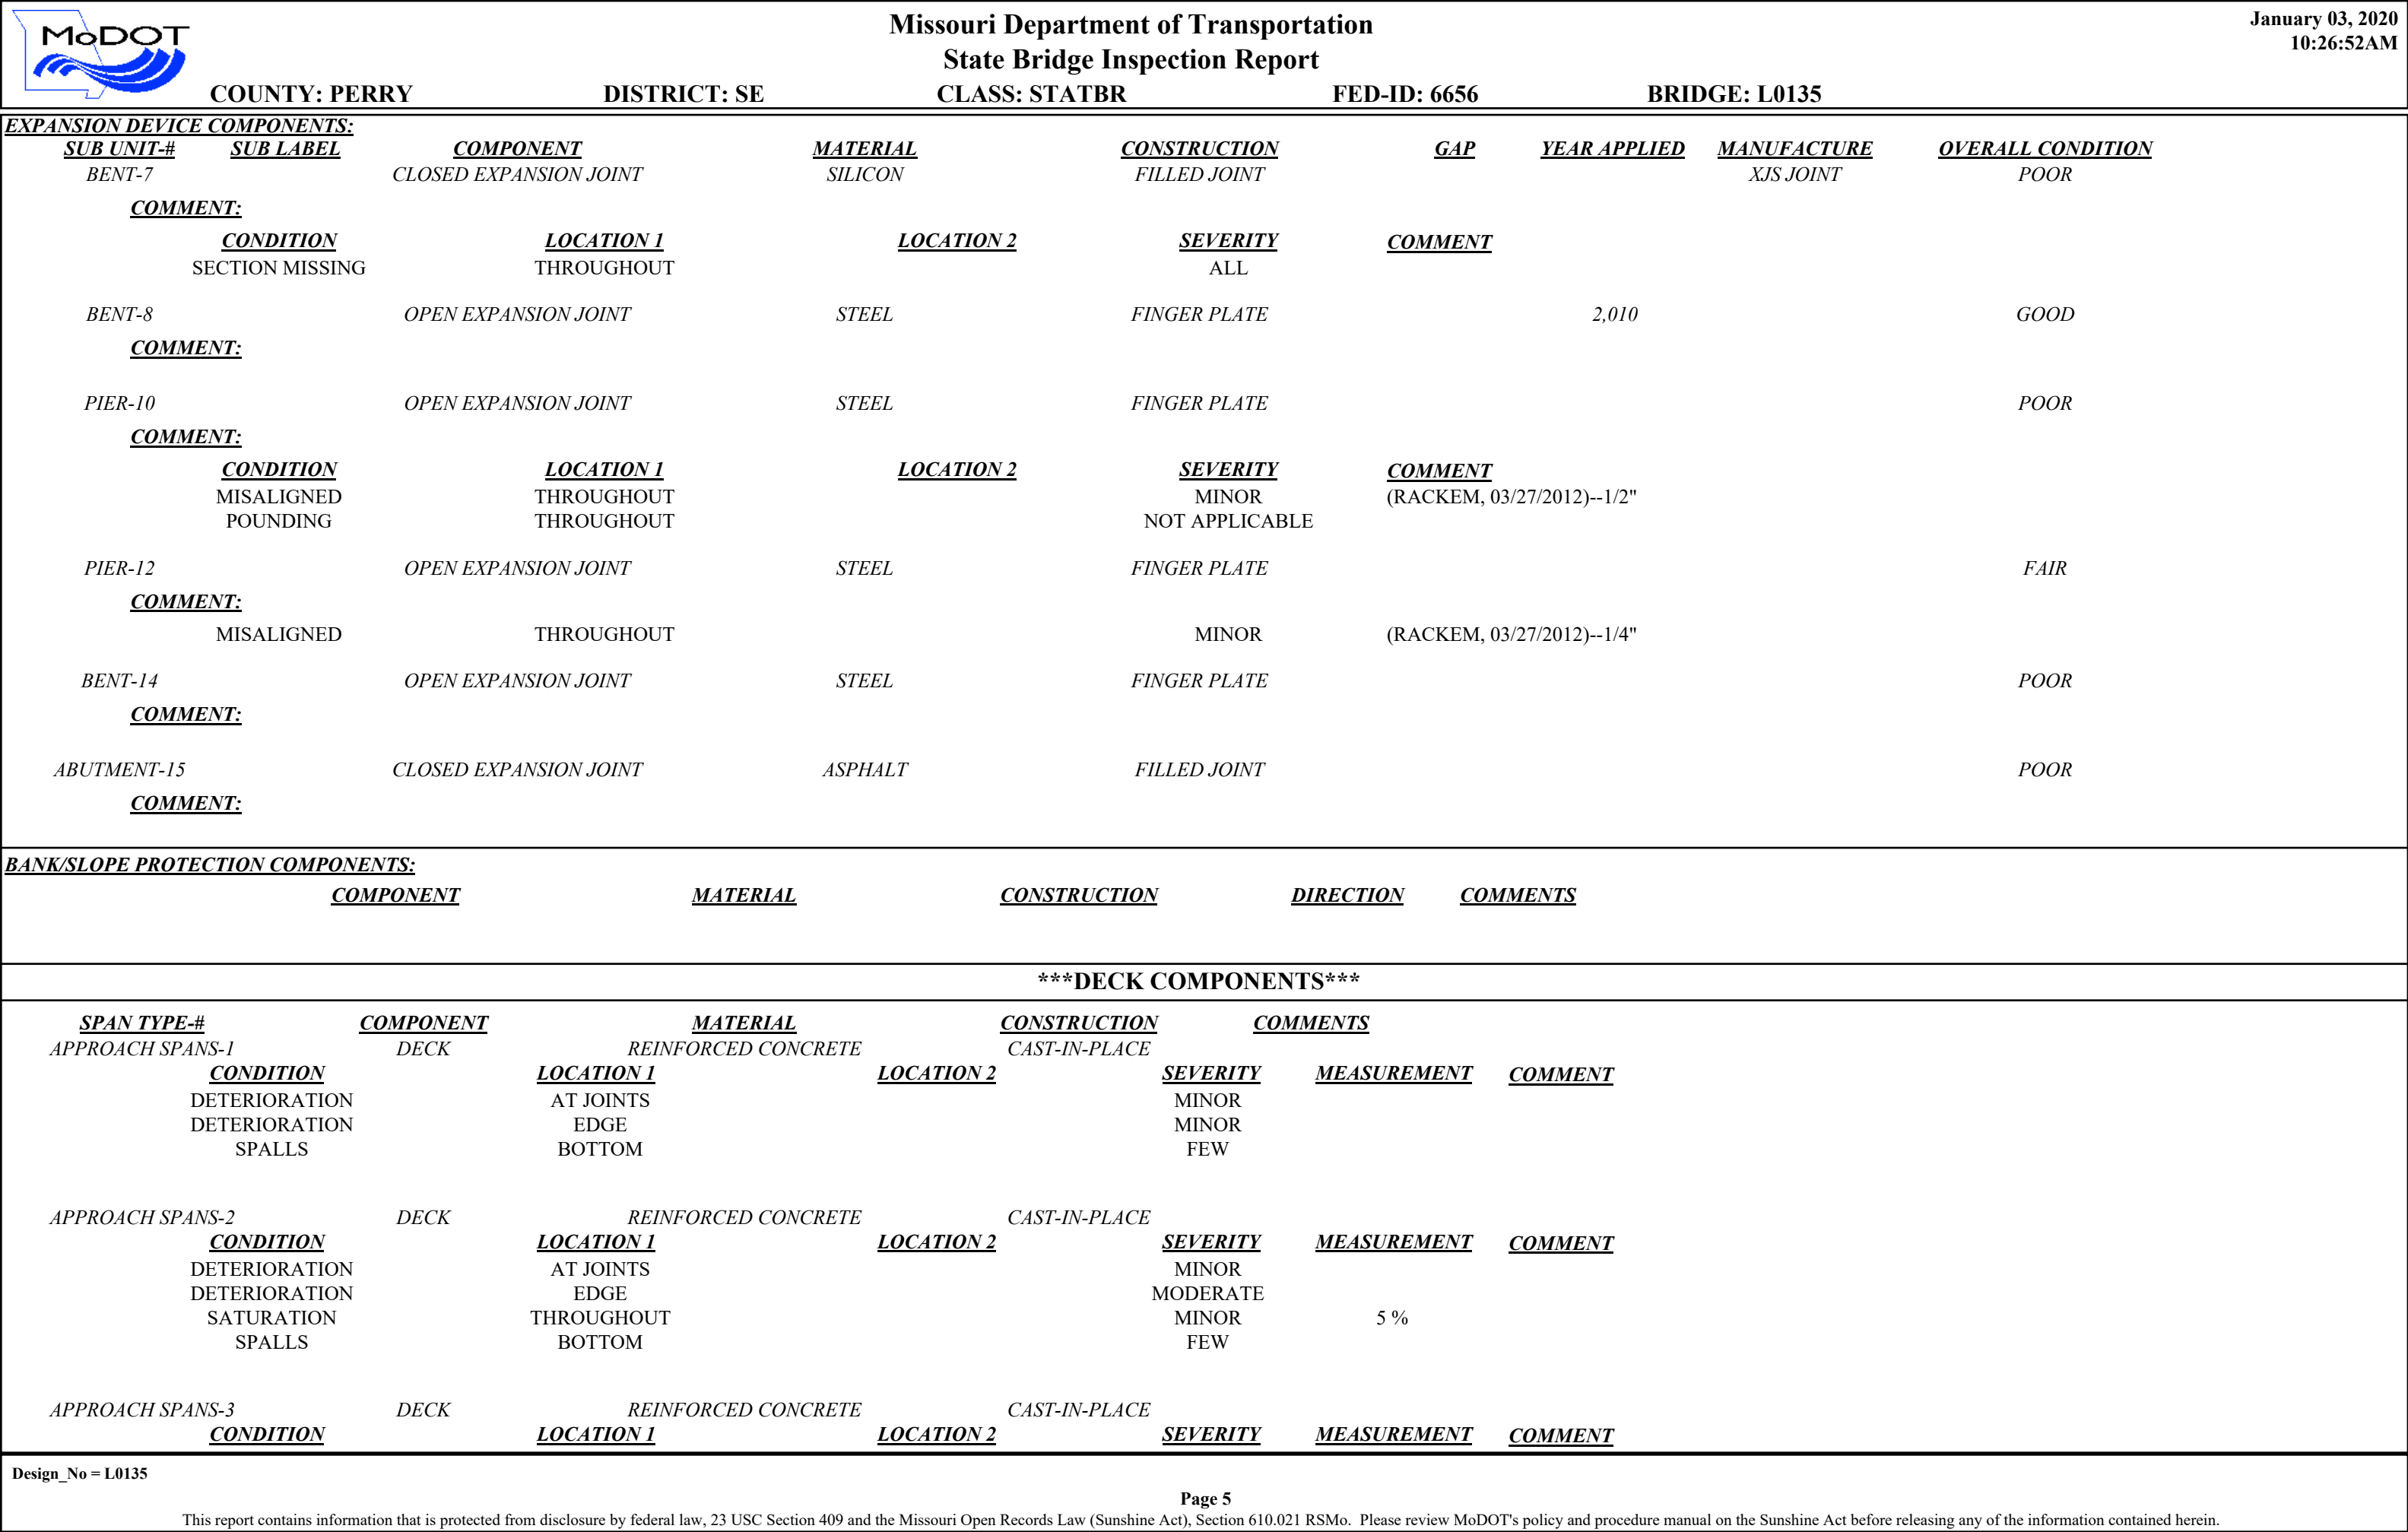 MoDOT
Missouri Department of Transportation
January 03, 2020
State Bridge Inspection Report
10:26:52AM
COUNTY: PERRY DISTRICT: SE CLASS: STATBR FED-ID: 6656 BRIDGE: L0135
EXPANSION DEVICE COMPONENTS:
SUB UNIT-# SUB LABEL COMPONENT MATERIAL CONSTRUCTION GAP YEAR APPLIED MANUFACTURE OVERALL CONDITION
BENT-7 CLOSED EXPANSION JOINT SILICON FILLED JOINT XJS JOINT POOR
COMMENT:
CONDITION LOCATION 1 LOCATION 2 SEVERITY COMMENT
SECTION MISSING THROUGHOUT ALL
BENT-8 OPEN EXPANSION JOINT STEEL FINGER PLATE 2,010 GOOD
COMMENT:
PIER-10 OPEN EXPANSION JOINT STEEL FINGER PLATE POOR
COMMENT:
CONDITION LOCATION 1 LOCATION 2 SEVERITY COMMENT
MISALIGNED THROUGHOUT MINOR (RACKEM, 03/27/2012)--1/2"
POUNDING THROUGHOUT NOT APPLICABLE
PIER-12 OPEN EXPANSION JOINT STEEL FINGER PLATE FAIR
COMMENT:
MISALIGNED THROUGHOUT MINOR (RACKEM, 03/27/2012)--1/4"
BENT-14 OPEN EXPANSION JOINT STEEL FINGER PLATE POOR
COMMENT:
ABUTMENT-15 CLOSED EXPANSION JOINT ASPHALT FILLED JOINT POOR
COMMENT:
BANK/SLOPE PROTECTION COMPONENTS:
COMPONENT MATERIAL CONSTRUCTION DIRECTION COMMENTS
***DECK COMPONENTS***
SPAN TYPE-# COMPONENT MATERIAL CONSTRUCTION COMMENTS
APPROACH SPANS-1 DECK REINFORCED CONCRETE CAST-IN-PLACE
CONDITION LOCATION 1 LOCATION 2 SEVERITY MEASUREMENT COMMENT
DETERIORATION AT JOINTS MINOR
DETERIORATION EDGE MINOR
SPALLS BOTTOM FEW
APPROACH SPANS-2 DECK REINFORCED CONCRETE CAST-IN-PLACE
CONDITION LOCATION 1 LOCATION 2 SEVERITY MEASUREMENT COMMENT
DETERIORATION AT JOINTS MINOR
DETERIORATION EDGE MODERATE
SATURATION THROUGHOUT MINOR 5 %
SPALLS BOTTOM FEW
APPROACH SPANS-3 DECK REINFORCED CONCRETE CAST-IN-PLACE
CONDITION LOCATION 1 LOCATION 2 SEVERITY MEASUREMENT COMMENT
Design_No = L0135
Page 5
This report contains information that is protected from disclosure by federal law, 23 USC Section 409 and the Missouri Open Records Law (Sunshine Act), Section 610.021 RSMo. Please review MoDOT's policy and procedure manual on the Sunshine Act before releasing any of the information contained herein.